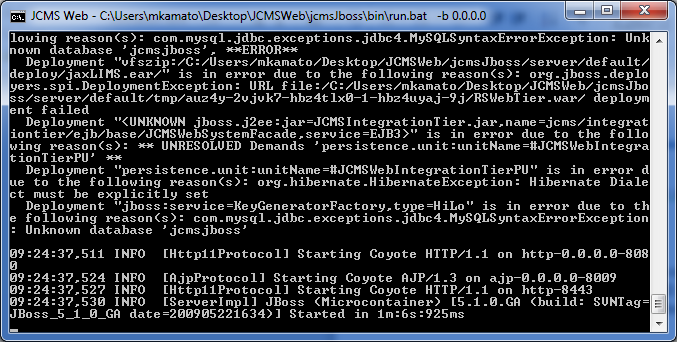 JCMS Web - C:\Users\mkamato\Desktop\JCMSWeb\jcmsJboss\bin\run.bat -b 0.0.0.0
lowing reason(s): com.mysql.jdbc.exceptions.jdbc4.MySQLSyntaxErrorException: Unk
nown database 'jcmsjboss', **ERROR**
  Deployment "vfszip:/C:/Users/mkamato/Desktop/JCMSWeb/jcmsJboss/server/default/
deploy/jaxLIMS.ear/" is in error due to the following reason(s): org.jboss.deplo
yers.spi.DeploymentException: URL file:/C:/Users/mkamato/Desktop/JCMSWeb/jcmsJbo
ss/server/default/tmp/auz4y-2vjvk7-hbz4tlx0-1-hbz4uyaj-9j/RSWebTier.war/ deploym
ent failed
  Deployment "<UNKNOWN jboss.j2ee:jar=JCMSIntegrationTier.jar,name=jcms/integrat
iontier/ejb/base/JCMSWebSystemFacade,service=EJB3>" is in error due to the follo
wing reason(s): ** UNRESOLVED Demands 'persistence.unit:unitName=#JCMSWebIntegra
tionTierPU' **
  Deployment "persistence.unit:unitName=#JCMSWebIntegrationTierPU" is in error d
ue to the following reason(s): org.hibernate.HibernateException: Hibernate Diale
ct must be explicitly set
  Deployment "jboss:service=KeyGeneratorFactory,type=HiLo" is in error due to th
e following reason(s): com.mysql.jdbc.exceptions.jdbc4.MySQLSyntaxErrorException
: Unknown database 'jcmsjboss'
09:24:37,511 INFO  [Http11Protocol] Starting Coyote HTTP/1.1 on http-0.0.0.0-808
0
09:24:37,524 INFO  [AjpProtocol] Starting Coyote AJP/1.3 on ajp-0.0.0.0-8009
09:24:37,527 INFO  [Http11Protocol] Starting Coyote HTTP/1.1 on http-8443
09:24:37,530 INFO  [ServerImpl] JBoss (Microcontainer) [5.1.0.GA (build: SVNTag=
JBoss_5_1_0_GA date=200905221634)] Started in 1m:6s:925ms